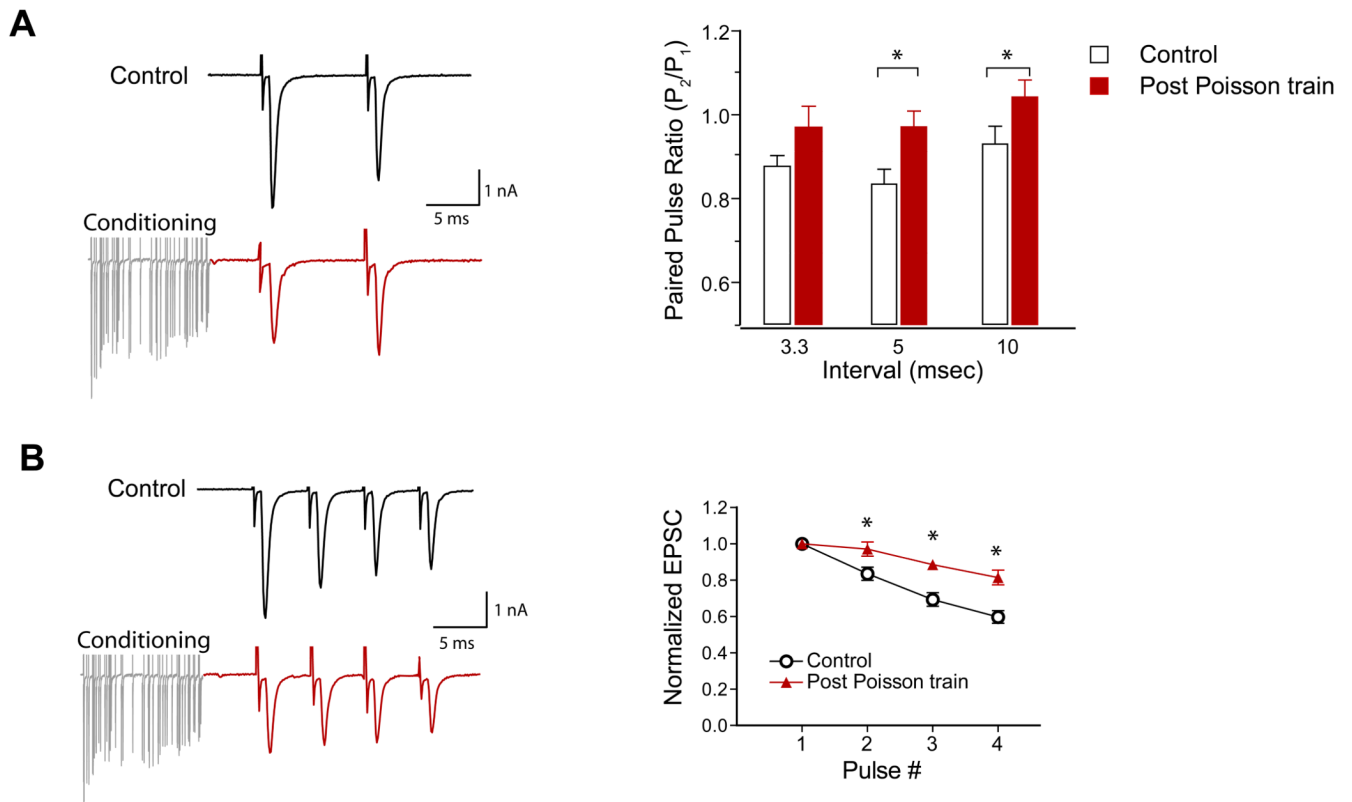 A
Control
1 nA
5 ms
Conditioning
Paired Pulse Ratio (P2/P1)
1.2
1.0
0.8
0.6
* *
3.3 5 10
Interval (msec)
Control
Post Poisson train
B
Control
1 nA
5 ms
Conditioning
Normalized EPSC
1.2
1.0
0.8
0.6
0.4
0.2
0.0
* * *
Control
Post Poisson train
1 2 3 4
Pulse #